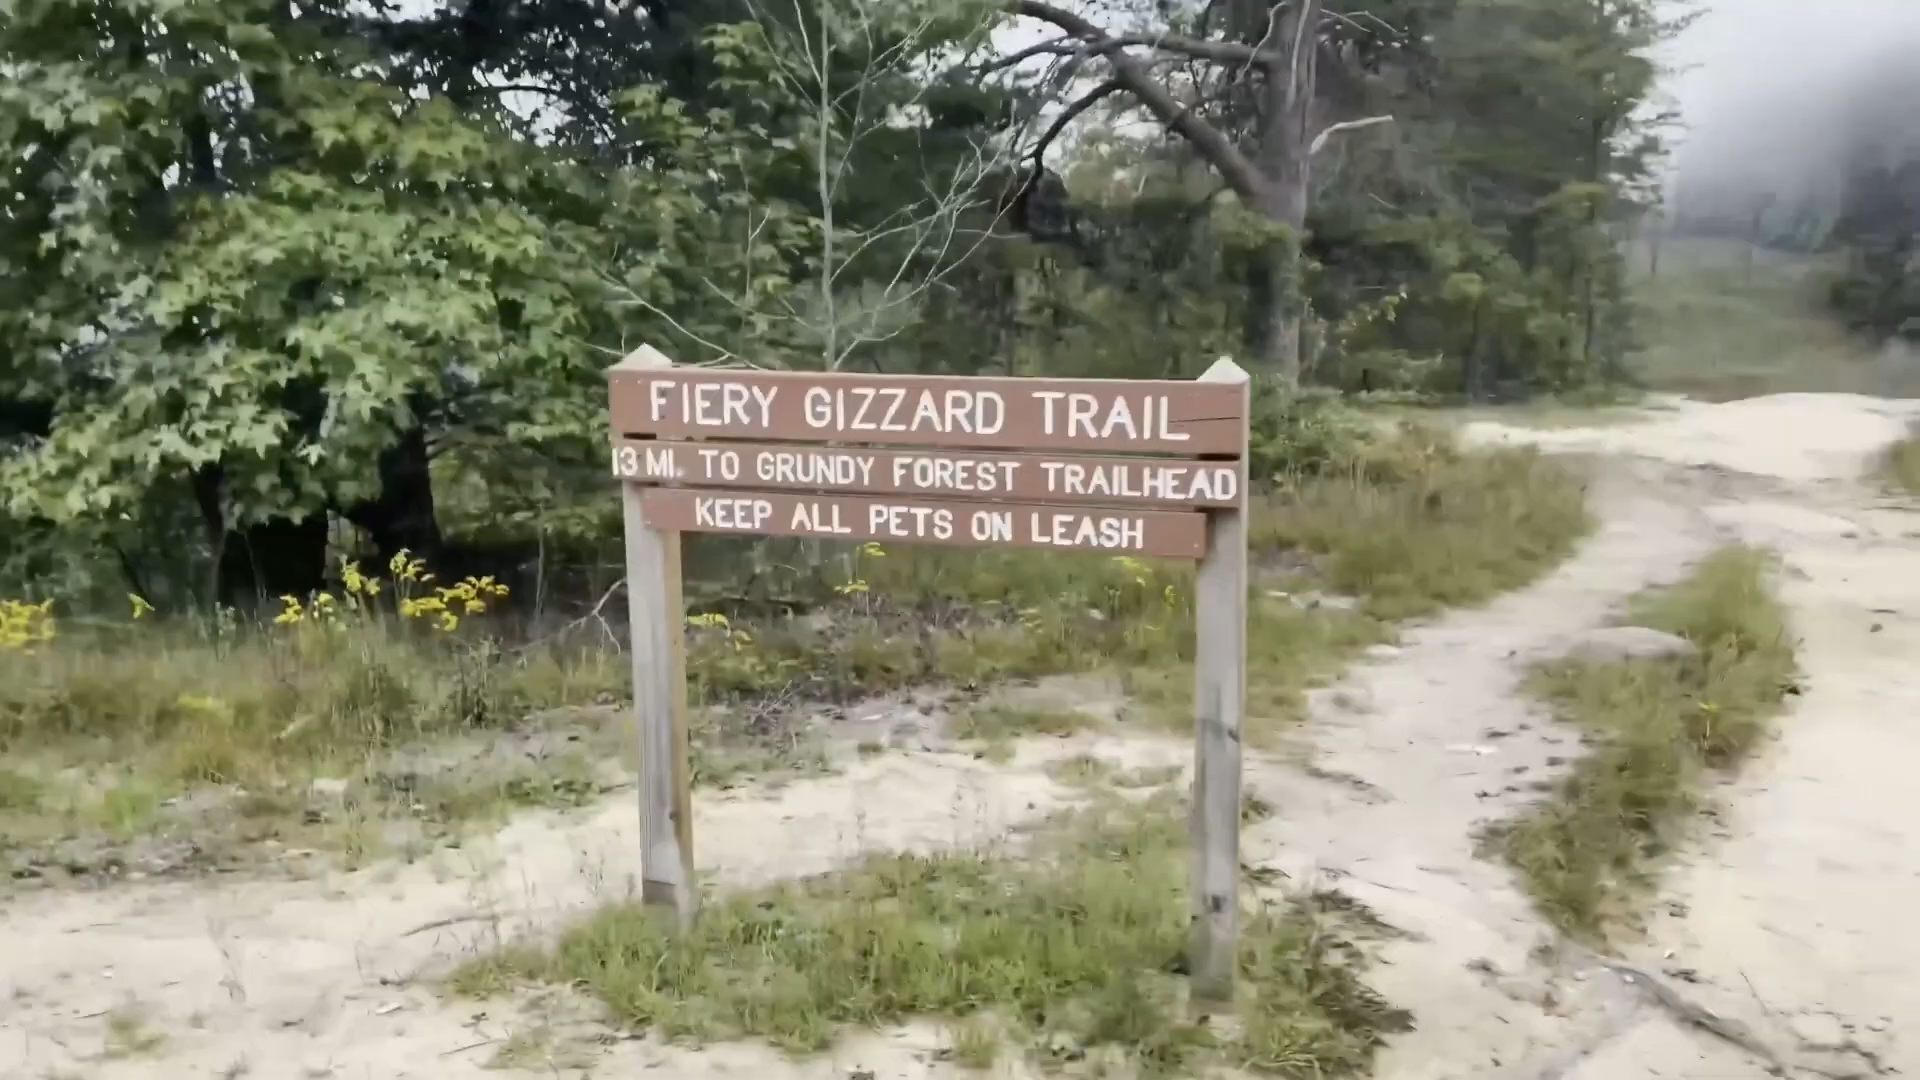 FIERY GIZZARD TRAIL
13 MI. TO GRUNDY FOREST TRAILHEAD
KEEP ALL PETS ON LEASH